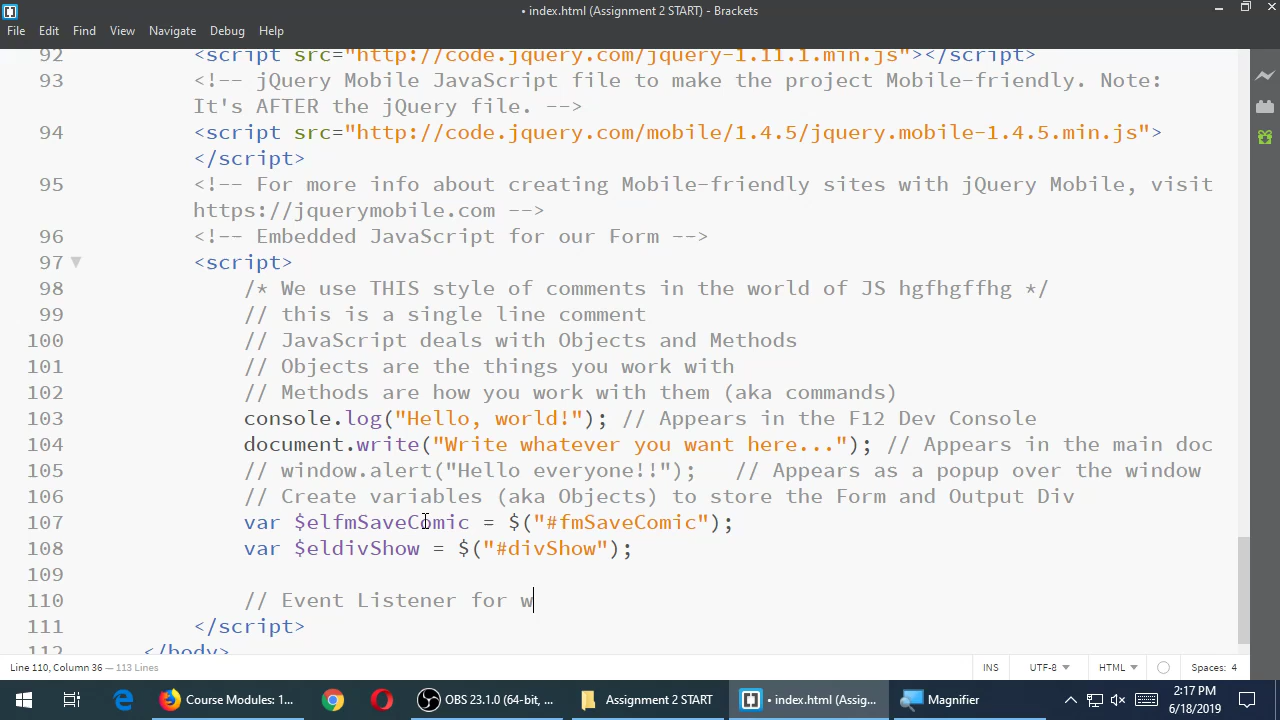 • index.html (Assignment 2 START) - Brackets
File Edit Find View Navigate Debug Help
92 <script src="http://code.jquery.com/jquery-1.11.1.min.js"></script>
93 <!-- jQuery Mobile JavaScript file to make the project Mobile-friendly. Note:
It's AFTER the jQuery file. -->
94 <script src="http://code.jquery.com/mobile/1.4.5/jquery.mobile-1.4.5.min.js">
</script>
95 <!-- For more info about creating Mobile-friendly sites with jQuery Mobile, visit
https://jquerymobile.com -->
96 <!-- Embedded JavaScript for our Form -->
97 <script>
98 /* We use THIS style of comments in the world of JS hgfhgffhg */
99 // this is a single line comment
100 // JavaScript deals with Objects and Methods
101 // Objects are the things you work with
102 // Methods are how you work with them (aka commands)
103 console.log("Hello, world!"); // Appears in the F12 Dev Console
104 document.write("Write whatever you want here..."); // Appears in the main doc
105 // window.alert("Hello everyone!!"); // Appears as a popup over the window
106 // Create variables (aka Objects) to store the Form and Output Div
107 var $elfmSaveComic = $("#fmSaveComic");
108 var $eldivShow = $("#divShow");
109
110 // Event Listener for w
111 </script>
112 </body>
Line 110, Column 36 — 113 Lines INS UTF-8 HTML Spaces: 4
Course Modules: 1... OBS 23.1.0 (64-bit, ... Assignment 2 START • index.html (Assig... Magnifier 2:17 PM
6/18/2019